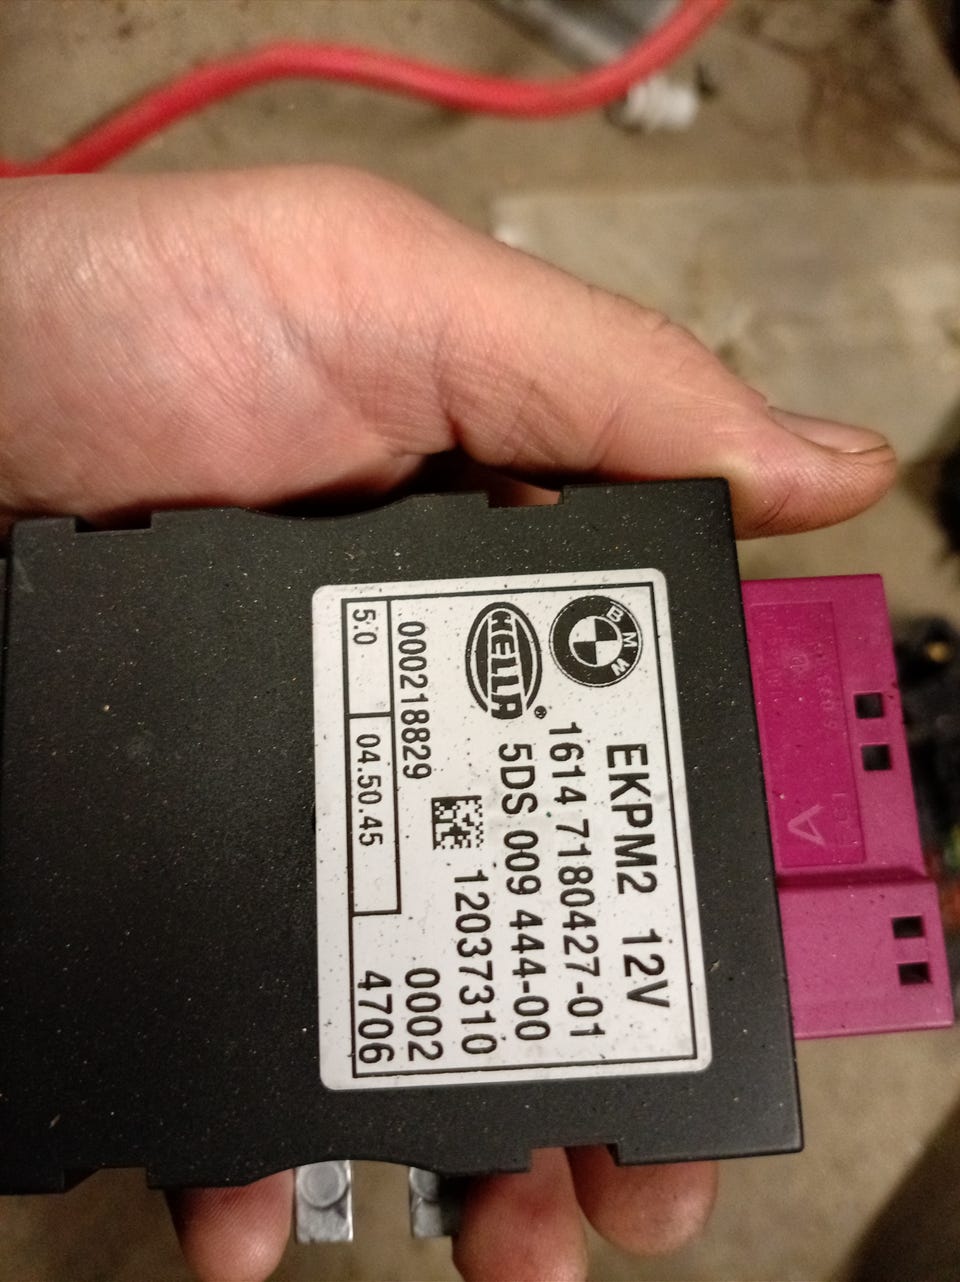 BMW
EKPM2 12V
HELLA
1614 7180427-01
5DS 009 444-00
12037310
000218829
0002
5.0
04.50.45
4706
A